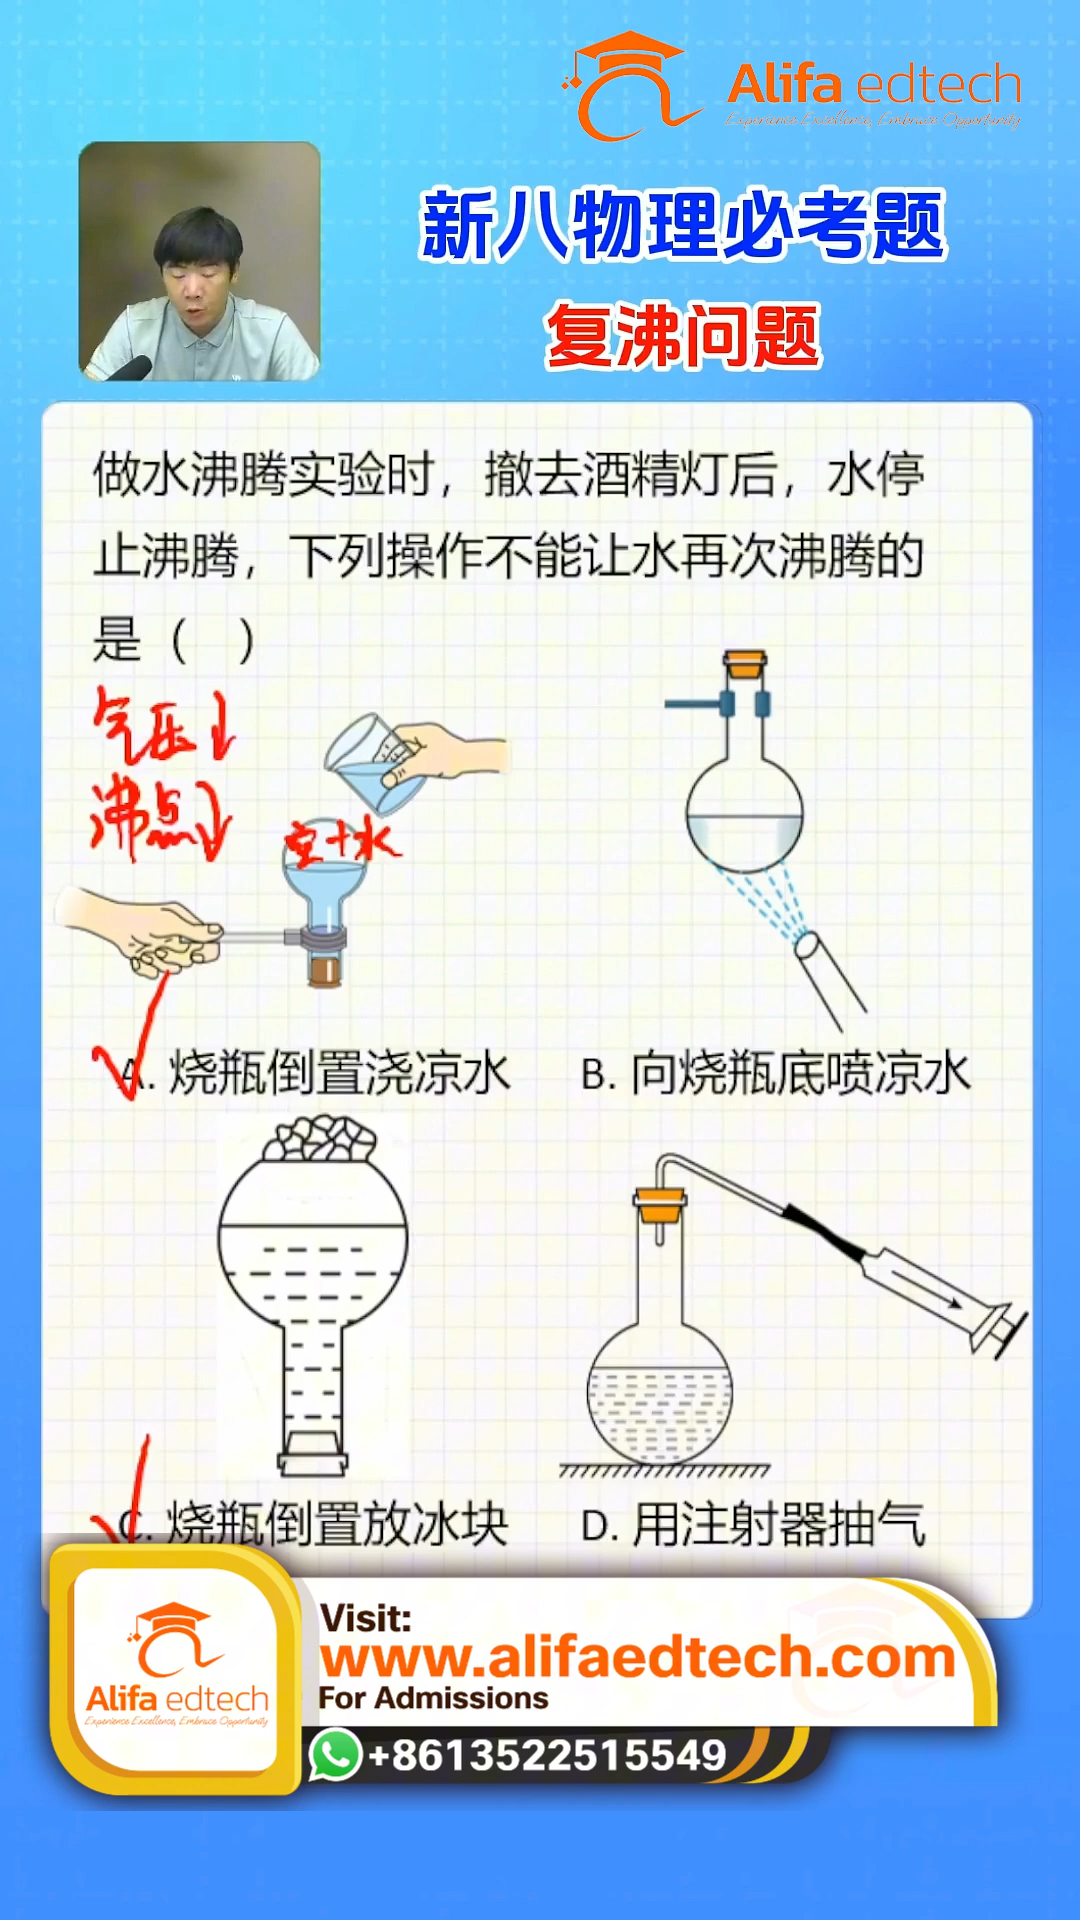 Alifa edtech
Experience Excellence, Embrace Opportunity
新八物理必考题
复沸问题
做水沸腾实验时，撤去酒精灯后，水停
止沸腾，下列操作不能让水再次沸腾的
是（ ）
气压↓
沸点↓
空+水
A. 烧瓶倒置浇凉水
B. 向烧瓶底喷凉水
C. 烧瓶倒置放冰块
D. 用注射器抽气
Alifa edtech
Experience Excellence, Embrace Opportunity
Visit:
www.alifaedtech.com
For Admissions
+8613522515549